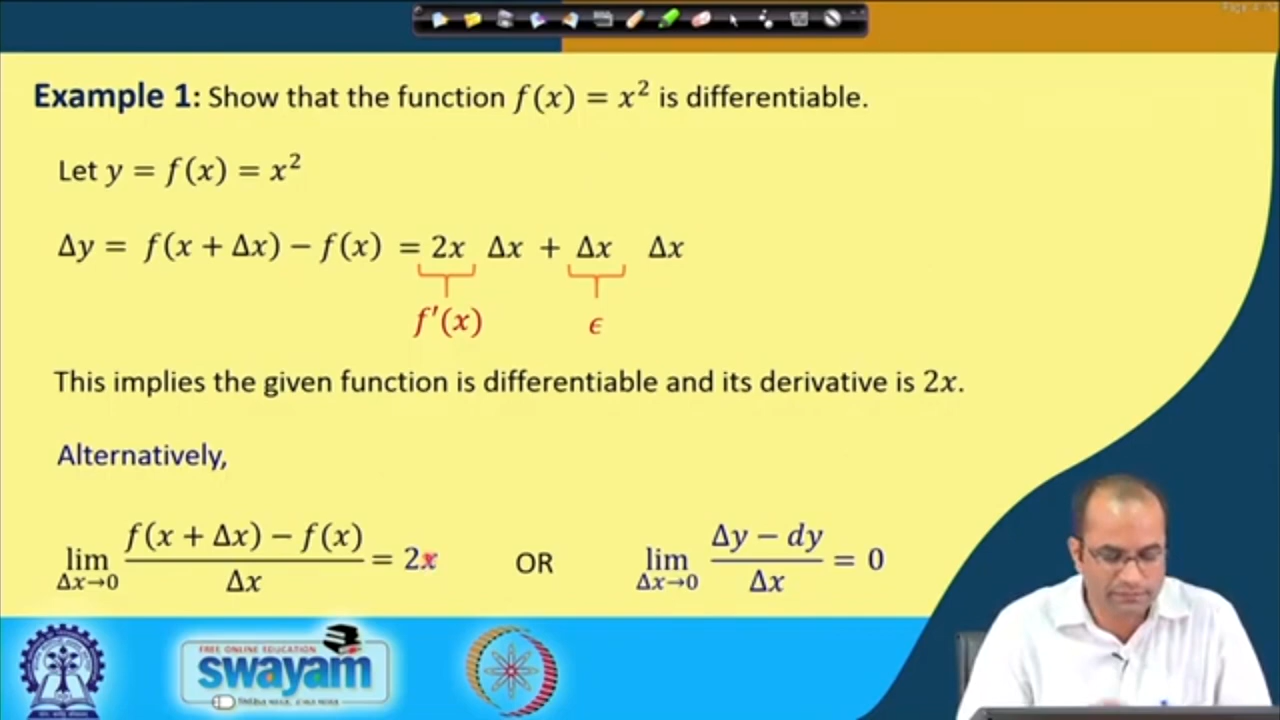 Example 1: Show that the function f(x) = x² is differentiable.
Let y = f(x) = x²
Δy = f(x + Δx) − f(x) = 2x Δx + Δx Δx
f′(x) ϵ
This implies the given function is differentiable and its derivative is 2x.
Alternatively,
lim Δx→0 (f(x + Δx) − f(x)) / Δx = 2x OR lim Δx→0 (Δy − dy) / Δx = 0
FREE ONLINE EDUCATION
swayam